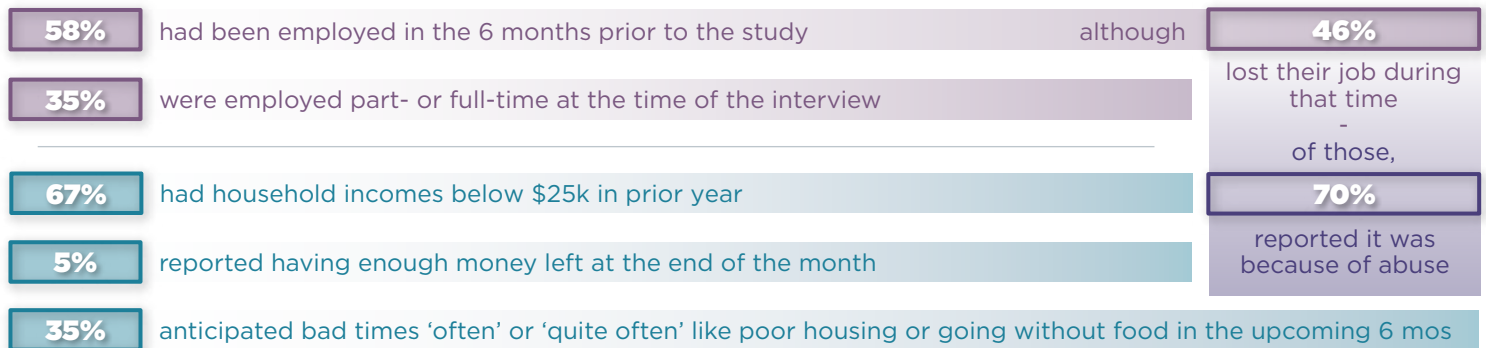 58% had been employed in the 6 months prior to the study although 46%
lost their job during
that time
-
of those,
70%
reported it was
because of abuse
35% were employed part- or full-time at the time of the interview
67% had household incomes below $25k in prior year
5% reported having enough money left at the end of the month
35% anticipated bad times ‘often’ or ‘quite often’ like poor housing or going without food in the upcoming 6 mos